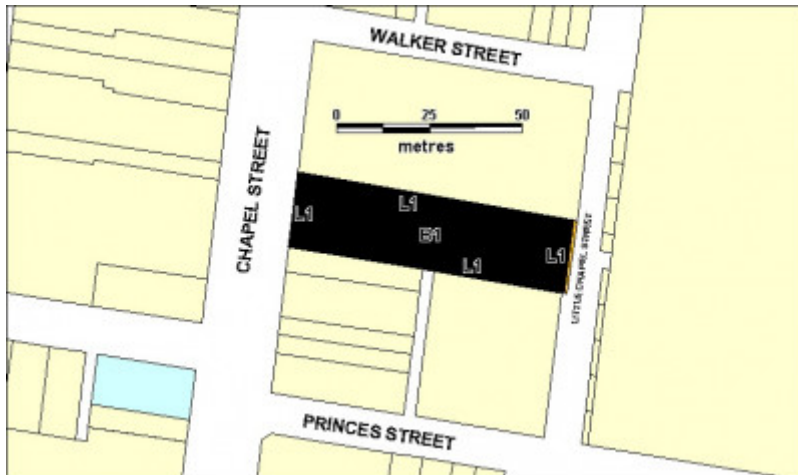 WALKER STREET
0 25 50
metres
CHAPEL STREET
L1
L1
B1
L1
L1
LITTLE CHAPEL STREET
PRINCES STREET